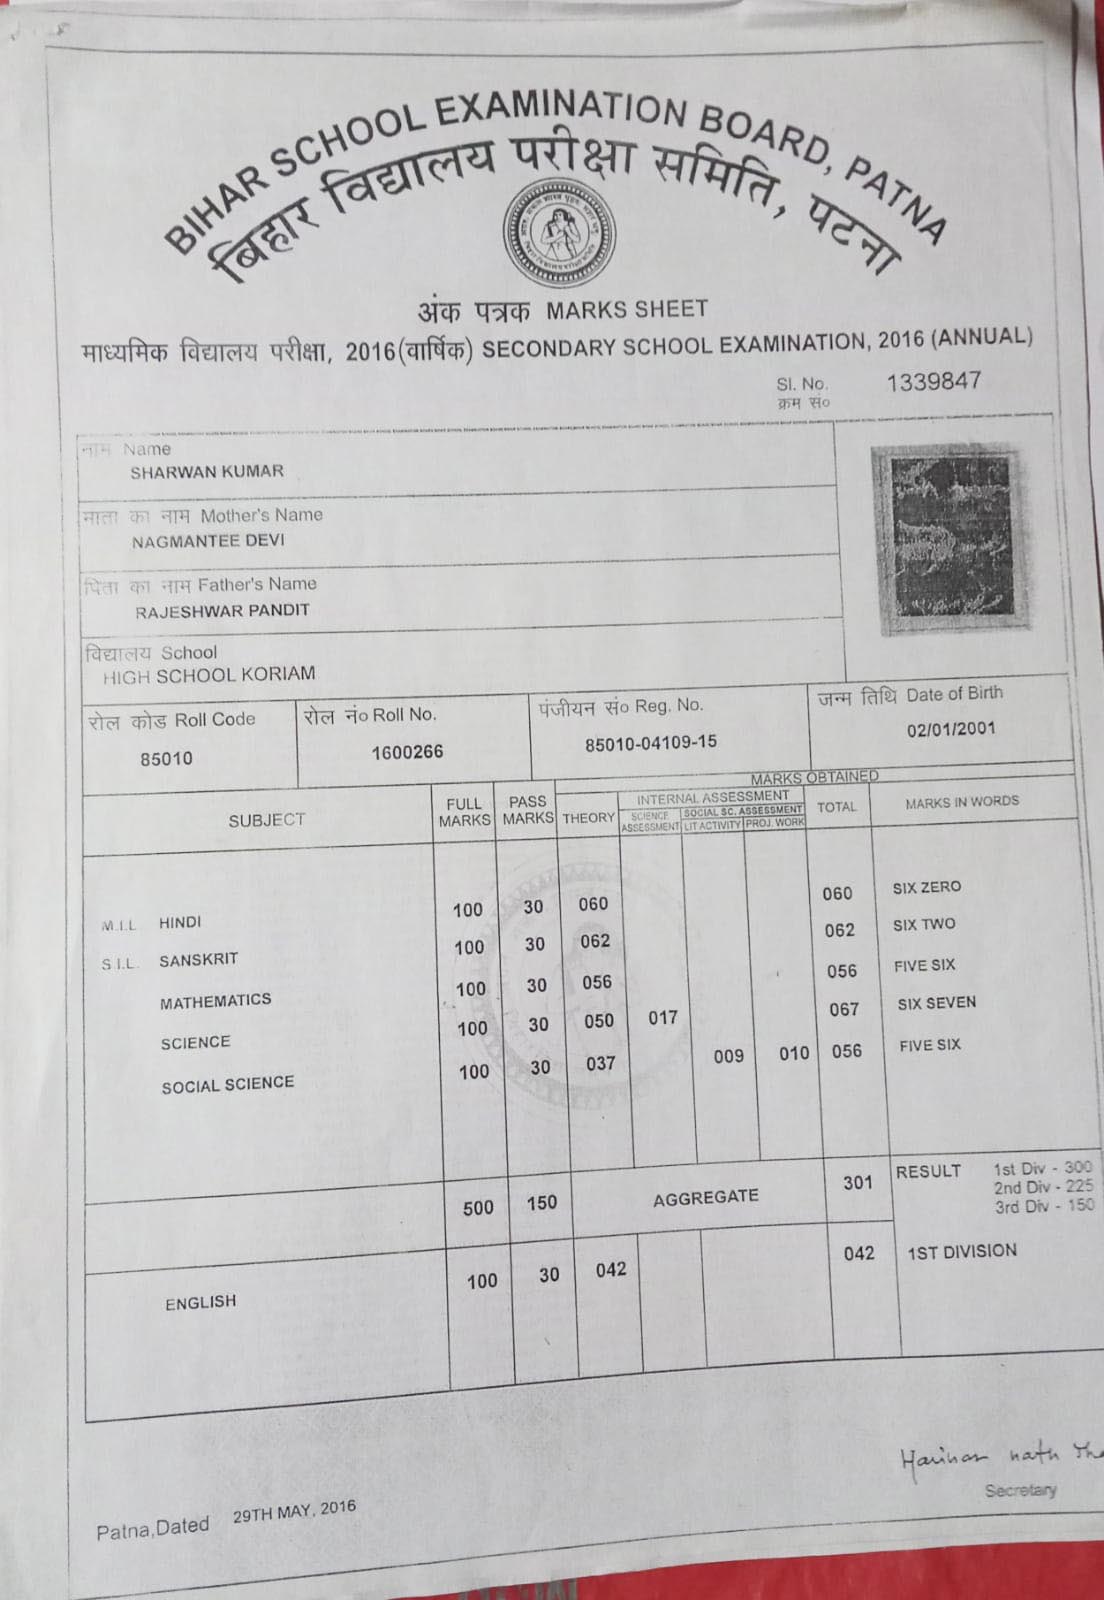 BIHAR SCHOOL EXAMINATION BOARD, PATNA
बिहार विद्यालय परीक्षा समिति, पटना
अंक पत्रक MARKS SHEET
माध्यमिक विद्यालय परीक्षा, 2016(वार्षिक) SECONDARY SCHOOL EXAMINATION, 2016 (ANNUAL)
Sl. No. 1339847
क्रम सं०
नाम Name
SHARWAN KUMAR
माता का नाम Mother's Name
NAGMANTEE DEVI
पिता का नाम Father's Name
RAJESHWAR PANDIT
विद्यालय School
HIGH SCHOOL KORIAM
रोल कोड Roll Code रोल नं० Roll No. पंजीयन सं० Reg. No. जन्म तिथि Date of Birth
85010 1600266 85010-04109-15 02/01/2001
MARKS OBTAINED
SUBJECT FULL MARKS PASS MARKS THEORY INTERNAL ASSESSMENT TOTAL MARKS IN WORDS
SCIENCE ASSESSMENT SOCIAL SC. ASSESSMENT
LIT ACTIVITY PROJ. WORK
M.I.L HINDI 100 30 060 060 SIX ZERO
S.I.L. SANSKRIT 100 30 062 062 SIX TWO
MATHEMATICS 100 30 056 056 FIVE SIX
SCIENCE 100 30 050 017 067 SIX SEVEN
SOCIAL SCIENCE 100 30 037 009 010 056 FIVE SIX
500 150 AGGREGATE 301 RESULT 1st Div - 300
2nd Div - 225
3rd Div - 150
ENGLISH 100 30 042 042 1ST DIVISION
Harihar nath
Secretary
Patna,Dated 29TH MAY, 2016